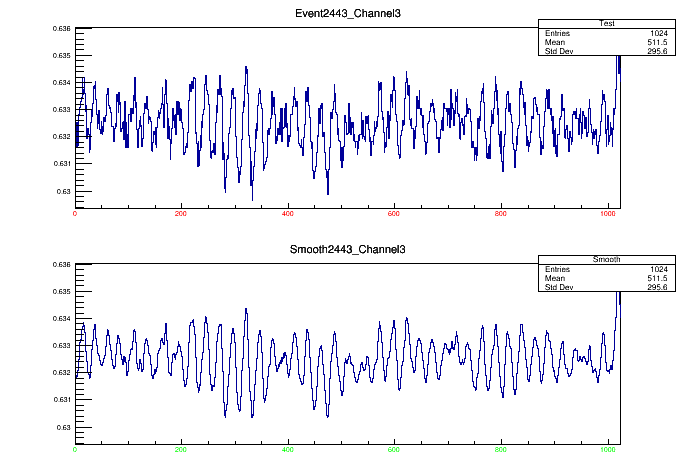 Event2443_Channel3
Test
Entries 1024
Mean 511.5
Std Dev 295.6
0.636
0.635
0.634
0.633
0.632
0.631
0.63
0 200 400 600 800 1000
Smooth2443_Channel3
Smooth
Entries 1024
Mean 511.5
Std Dev 295.6
0.636
0.635
0.634
0.633
0.632
0.631
0.63
0 200 400 600 800 1000